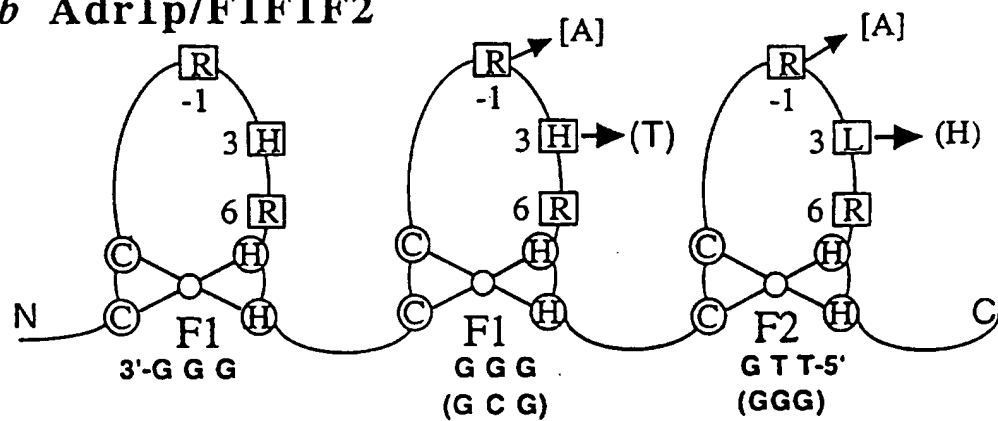 b Adr1p/F1F1F2
R [A] R [A] R
-1 -1 -1
3 H 3 H (T) 3 L (H)
6 R 6 R 6 R
C H C H C H
C H C H C H
N F1 F1 F2 C
3'-G G G G G G G T T-5'
(G C G) (GGG)